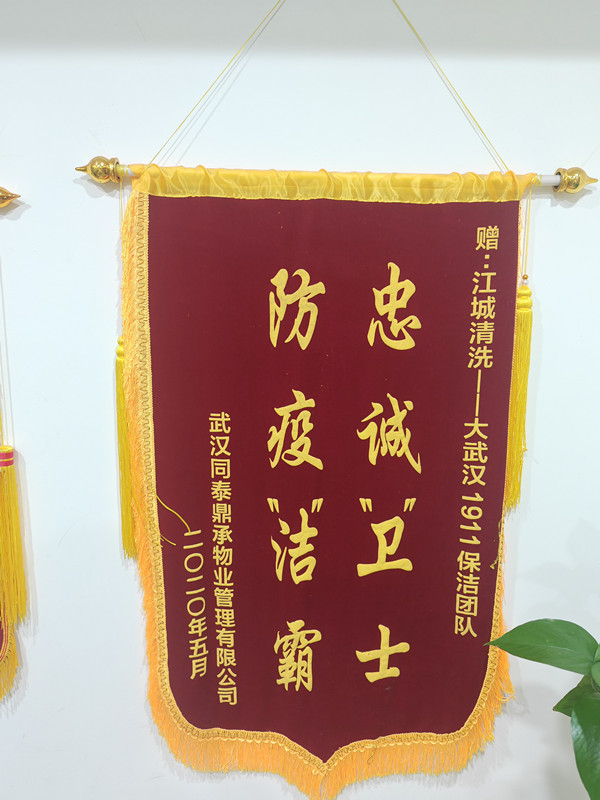 赠：江城清洗——大武汉1911保洁团队
忠诚"卫"士
防疫"洁"霸
武汉同泰鼎承物业管理有限公司
二〇二〇年五月